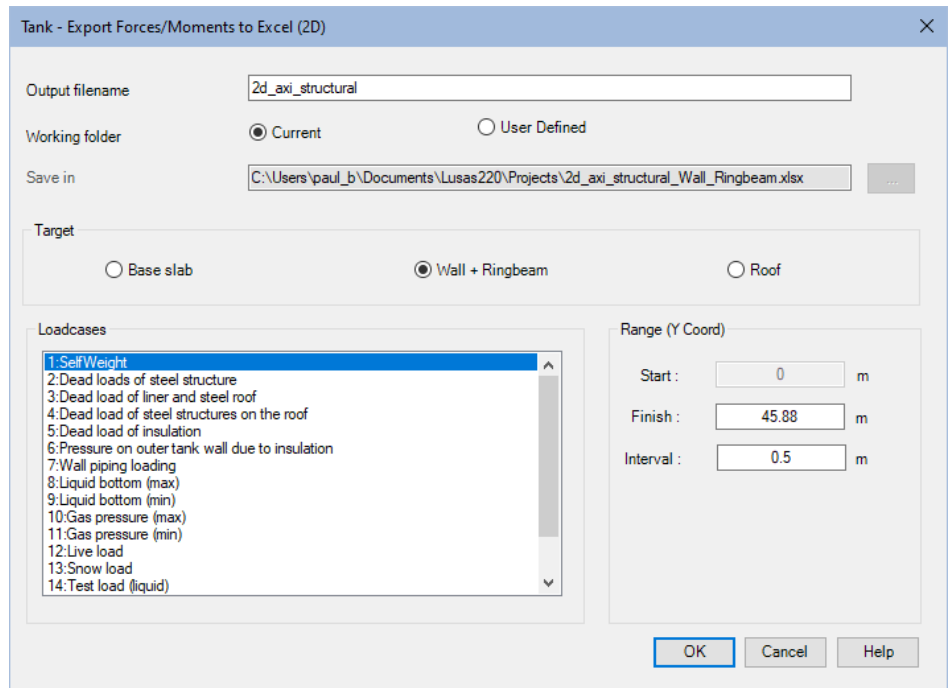 Tank - Export Forces/Moments to Excel (2D)
Output filename
2d_axi_structural
Working folder
Current
User Defined
Save in
C:\Users\paul_b\Documents\Lusas220\Projects\2d_axi_structural_Wall_Ringbeam.xlsx
...
Target
Base slab
Wall + Ringbeam
Roof
Loadcases
1:SelfWeight
2:Dead loads of steel structure
3:Dead load of liner and steel roof
4:Dead load of steel structures on the roof
5:Dead load of insulation
6:Pressure on outer tank wall due to insulation
7:Wall piping loading
8:Liquid bottom (max)
9:Liquid bottom (min)
10:Gas pressure (max)
11:Gas pressure (min)
12:Live load
13:Snow load
14:Test load (liquid)
Range (Y Coord)
Start : 0 m
Finish : 45.88 m
Interval : 0.5 m
OK Cancel Help